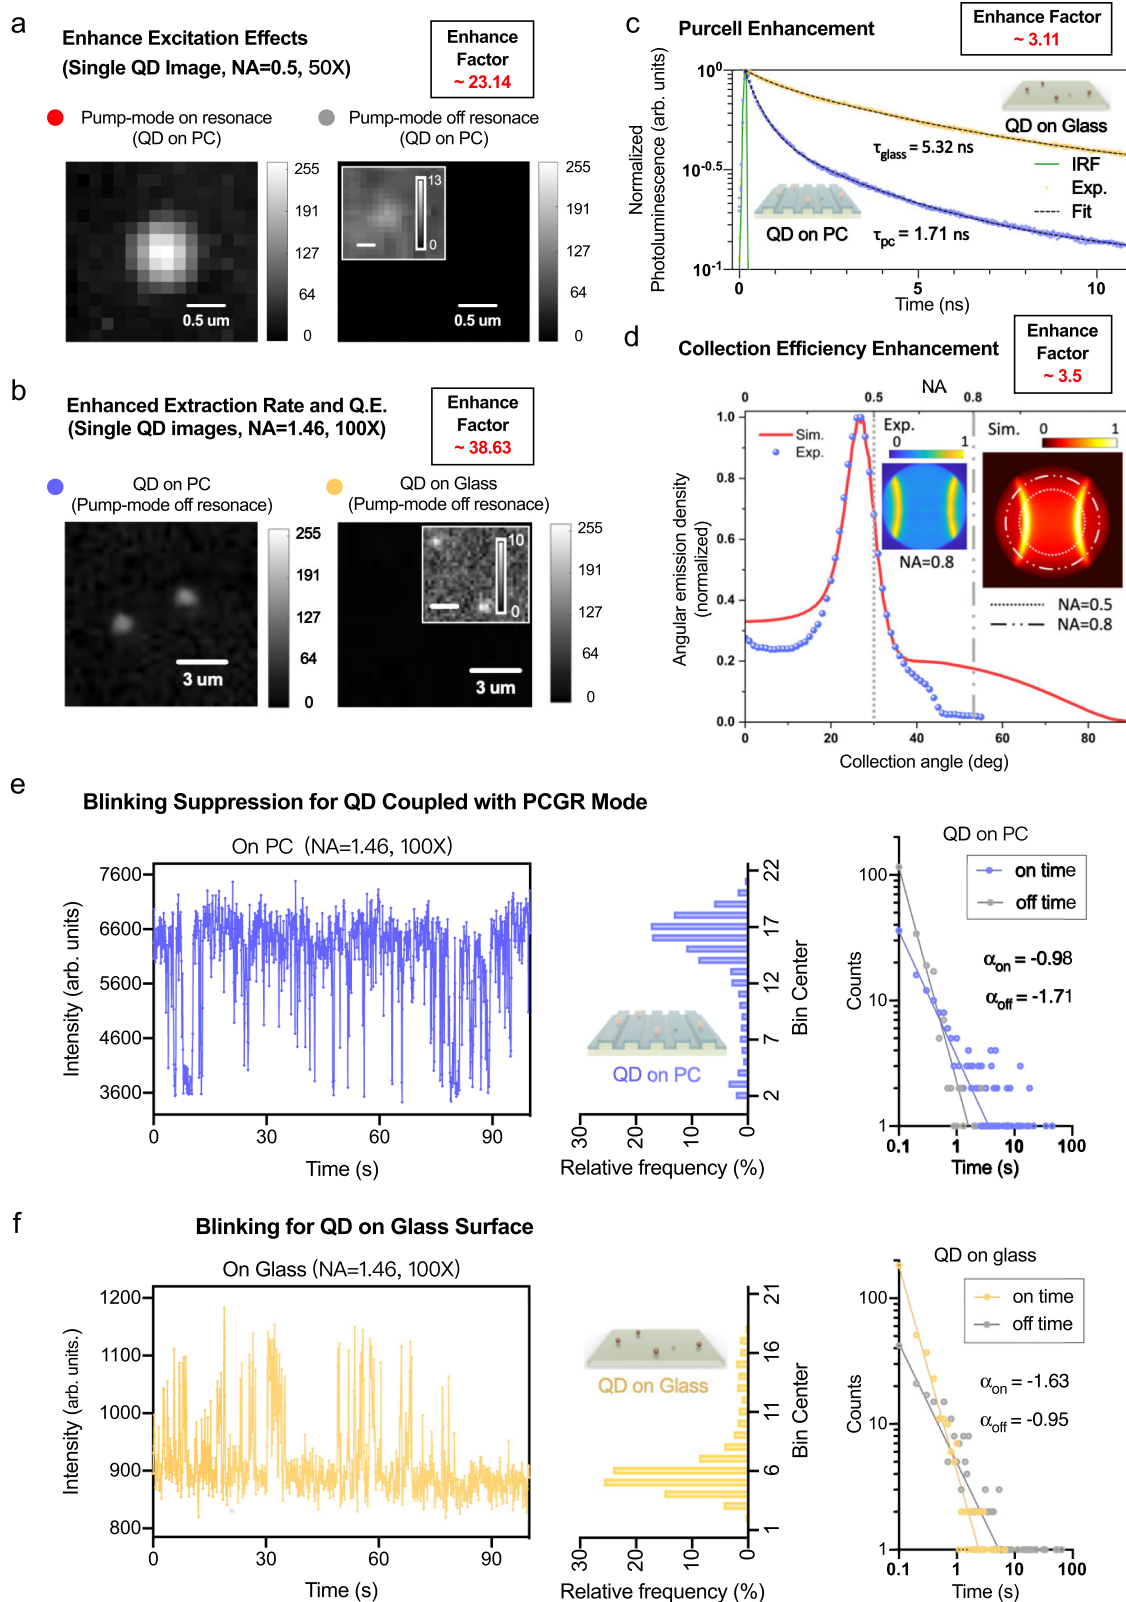 a
Enhance Excitation Effects
(Single QD Image, NA=0.5, 50X)
Enhance
Factor
~ 23.14
Pump-mode on resonace
(QD on PC)
Pump-mode off resonace
(QD on PC)
255
191
127
64
0
0.5 um
13
0
0.5 um
255
191
127
64
0
b
Enhanced Extraction Rate and Q.E.
(Single QD images, NA=1.46, 100X)
Enhance
Factor
~ 38.63
QD on PC
(Pump-mode off resonace)
QD on Glass
(Pump-mode off resonace)
255
191
127
64
0
3 um
10
0
3 um
255
191
127
64
0
c
Purcell Enhancement
Enhance Factor
~ 3.11
Normalized
Photoluminescence (arb. units)
10⁰
10^-0.5
10^-1
QD on Glass
τglass = 5.32 ns
IRF
Exp.
Fit
QD on PC
τpc = 1.71 ns
0
5
10
Time (ns)
d
Collection Efficiency Enhancement
Enhance
Factor
~ 3.5
NA
0
0.5
0.8
Angular emission density
(normalized)
1.0
0.8
0.6
0.4
0.2
0.0
Sim.
Exp.
Exp.
0
1
NA=0.8
Sim.
0
1
NA=0.5
NA=0.8
0
20
40
60
80
Collection angle (deg)
e
Blinking Suppression for QD Coupled with PCGR Mode
On PC (NA=1.46, 100X)
Intensity (arb. units)
7600
6600
5600
4600
3600
0
30
60
90
Time (s)
QD on PC
22
17
12
7
2
Bin Center
30
20
10
0
Relative frequency (%)
QD on PC
on time
off time
αon = -0.98
αoff = -1.71
Counts
100
10
1
0.1
1
10
100
Time (s)
f
Blinking for QD on Glass Surface
On Glass (NA=1.46, 100X)
Intensity (arb. units.)
1200
1100
1000
900
800
0
30
60
90
Time (s)
QD on Glass
21
16
11
6
1
Bin Center
30
20
10
0
Relative frequency (%)
QD on glass
on time
off time
αon = -1.63
αoff = -0.95
Counts
100
10
1
0.1
1
10
100
Time (s)